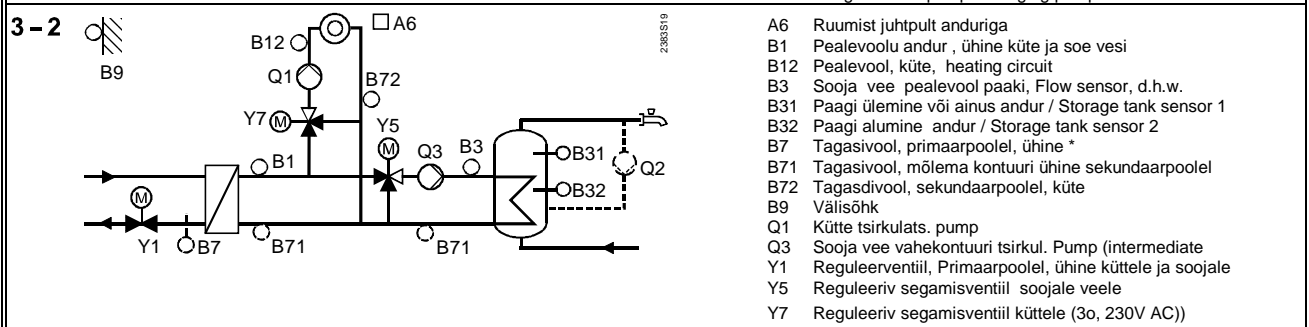 3 – 2
B9
B12
A6
2383S19
Q1
B72
Y7
M
Y5
M
B1
Q3
B3
B31
Q2
B32
M
Y1
B7
B71
B71
A6 Ruumist juhtpult anduriga
B1 Pealevoolu andur , ühine küte ja soe vesi
B12 Pealevool, küte, heating circuit
B3 Sooja vee pealevool paaki, Flow sensor, d.h.w.
B31 Paagi ülemine või ainus andur / Storage tank sensor 1
B32 Paagi alumine andur / Storage tank sensor 2
B7 Tagasivool, primaarpoolel, ühine *
B71 Tagasivool, mõlema kontuuri ühine sekundaarpoolel
B72 Tagasdivool, sekundaarpoolel, küte
B9 Välisõhk
Q1 Kütte tsirkulats. pump
Q3 Sooja vee vahekontuuri tsirkul. Pump (intermediate
Y1 Reguleerventiil, Primaarpoolel, ühine küttele ja soojale
Y5 Reguleeriv segamisventiil soojale veele
Y7 Reguleeriv segamisventiil küttele (3o, 230V AC))